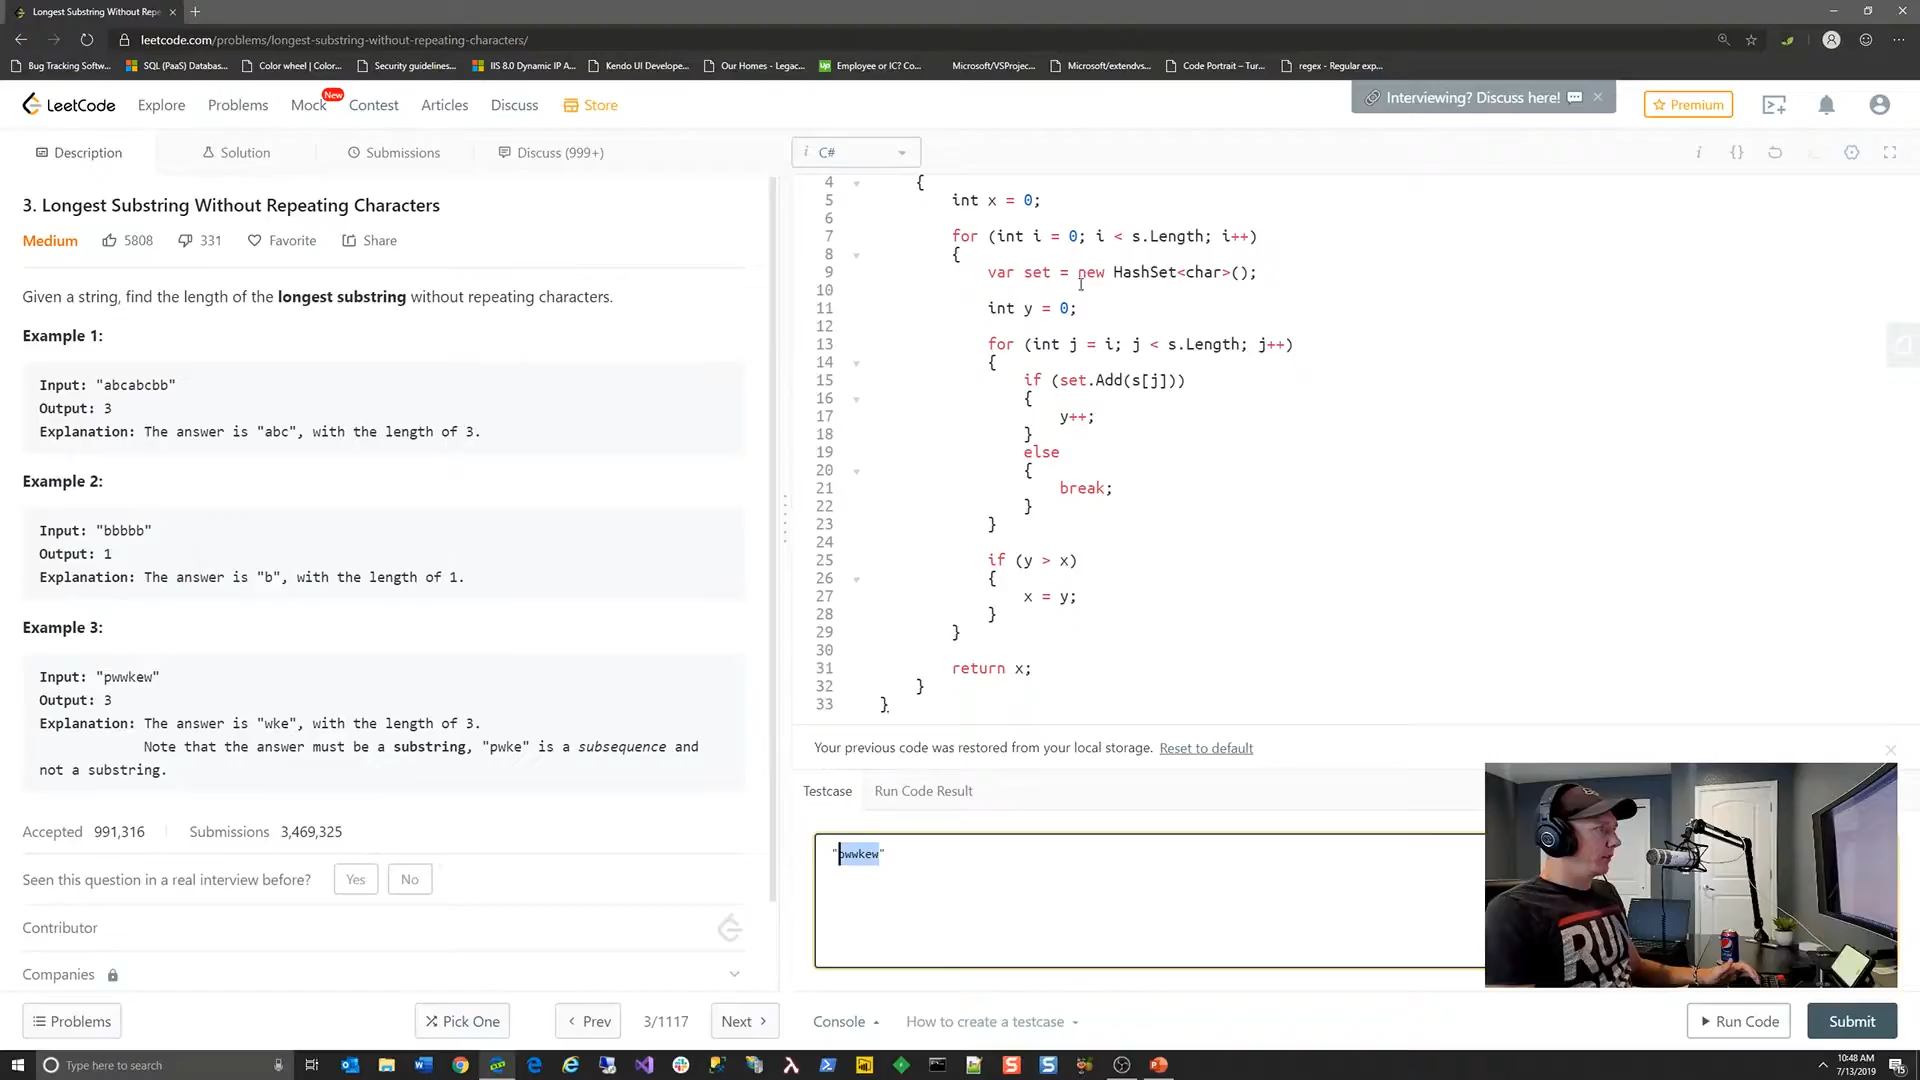 Longest Substring Without Repe
leetcode.com/problems/longest-substring-without-repeating-characters/
Bug Tracking Softw...
SQL (PaaS) Databas...
Color wheel | Color...
Security guidelines...
IIS 8.0 Dynamic IP A...
Kendo UI Develope...
Our Homes - Legac...
Employee or IC? Co...
Microsoft/VSProjec...
Microsoft/extendvs...
Code Portrait – Tur...
regex - Regular exp...
LeetCode
Explore
Problems
Mock
New
Contest
Articles
Discuss
Store
Interviewing? Discuss here!
Premium
Description
Solution
Submissions
Discuss (999+)
3. Longest Substring Without Repeating Characters
Medium
5808
331
Favorite
Share
Given a string, find the length of the longest substring without repeating characters.
Example 1:
Input: "abcabcbb"
Output: 3
Explanation: The answer is "abc", with the length of 3.
Example 2:
Input: "bbbbb"
Output: 1
Explanation: The answer is "b", with the length of 1.
Example 3:
Input: "pwwkew"
Output: 3
Explanation: The answer is "wke", with the length of 3.
Note that the answer must be a substring, "pwke" is a subsequence and
not a substring.
Accepted 991,316
Submissions 3,469,325
Seen this question in a real interview before?
Yes
No
Contributor
Companies
Problems
Pick One
Prev
3/1117
Next
i C#
4 {
5 int x = 0;
6
7 for (int i = 0; i < s.Length; i++)
8 {
9 var set = new HashSet<char>();
10
11 int y = 0;
12
13 for (int j = i; j < s.Length; j++)
14 {
15 if (set.Add(s[j]))
16 {
17 y++;
18 }
19 else
20 {
21 break;
22 }
23 }
24
25 if (y > x)
26 {
27 x = y;
28 }
29 }
30
31 return x;
32 }
33 }
Your previous code was restored from your local storage. Reset to default
Testcase
Run Code Result
"pwwkew"
RUN
Console
How to create a testcase
Run Code
Submit
Type here to search
10:48 AM
7/13/2019